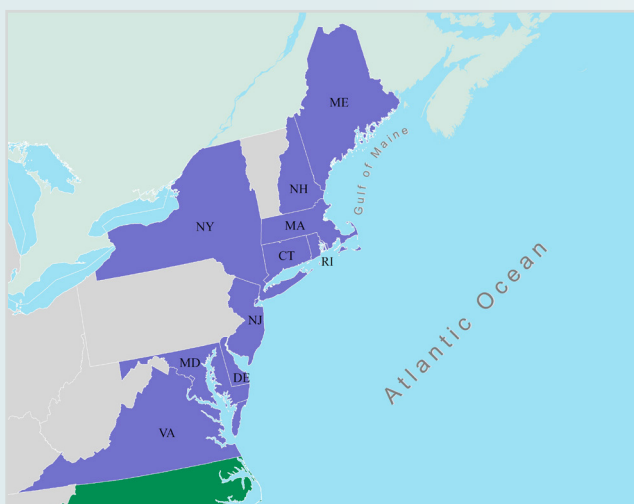 ME
Gulf of Maine
NH
NY
MA
CT
RI
NJ
MD
DE
VA
Atlantic Ocean